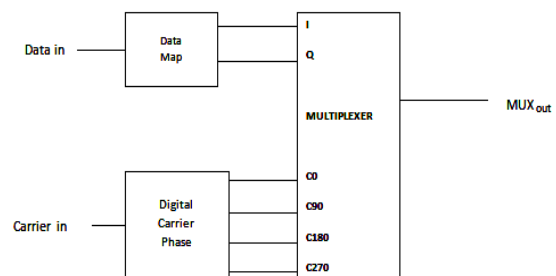 Data in
Data
Map
I
Q
MULTIPLEXER
MUX out
Carrier in
Digital
Carrier
Phase
C0
C90
C180
C270